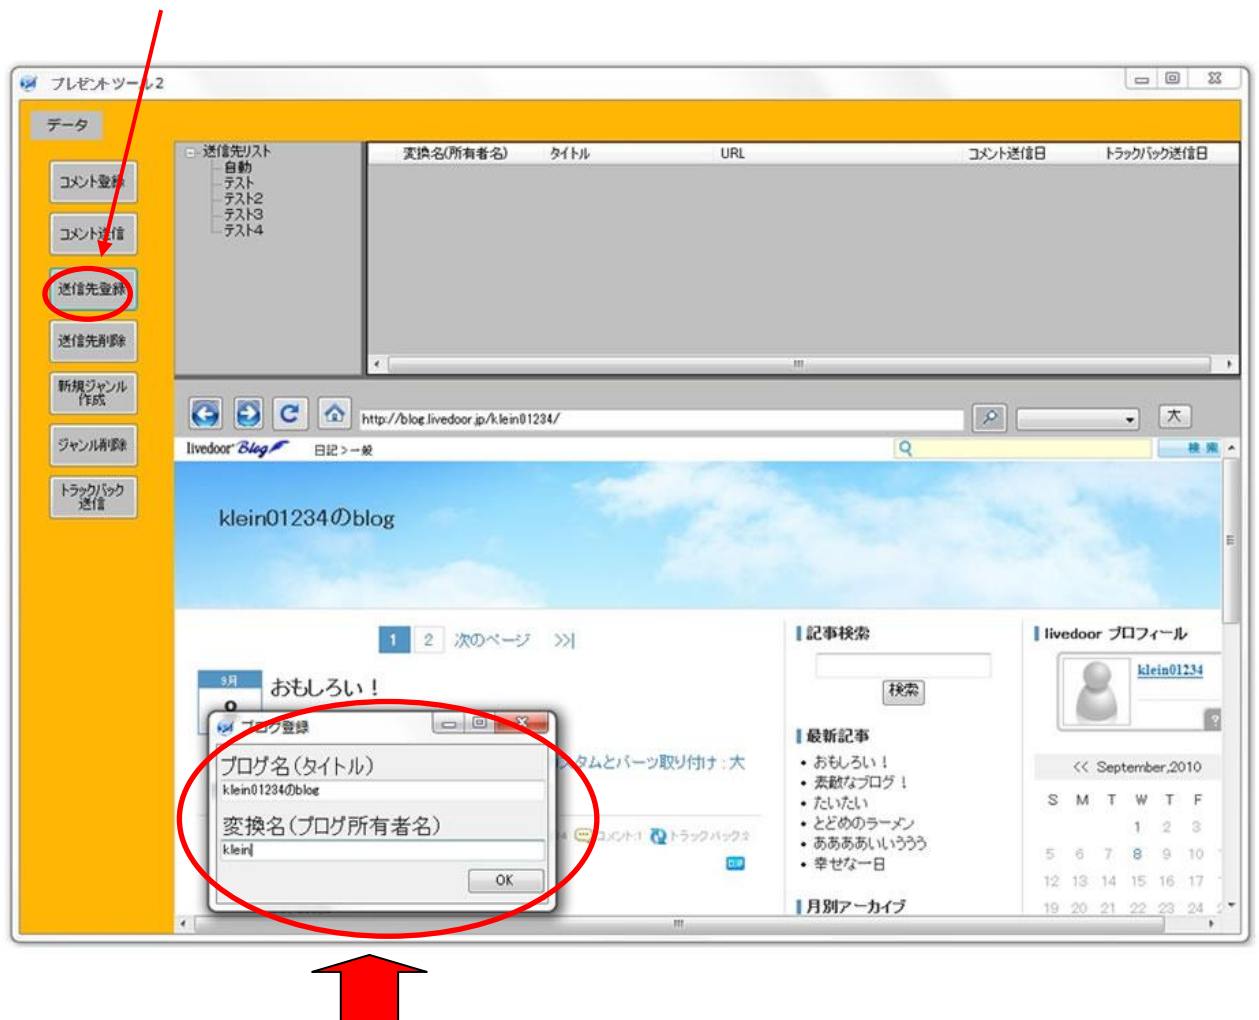 プレゼントツール2
データ
コメント登録
コメント送信
送信先登録
送信先削除
新規ジャンル
作成
ジャンル削除
トラックバック
送信
送信先リスト
自動
テスト
テスト2
テスト3
テスト4
変換名(所有者名) タイトル URL コメント送信日 トラックバック送信日
http://blog.livedoor.jp/klein01234/
大
livedoor Blog 日記>一般
検 索
klein01234のblog
1 2 次のページ >>|
9月
おもしろい！
タムとパーツ取り付け : 大
コメント:1 トラックバック:2
ブログ登録
ブログ名(タイトル)
klein01234のblog
変換名(ブログ所有者名)
klein
OK
記事検索
検索
最新記事
• おもしろい！
• 素敵なブログ！
• たいたい
• とどめのラーメン
• ああああいいううう
• 幸せな一日
月別アーカイブ
livedoor プロフィール
klein01234
?
<< September,2010
S M T W T F
1 2 3
5 6 7 8 9 10
12 13 14 15 16 17
19 20 21 22 23 24